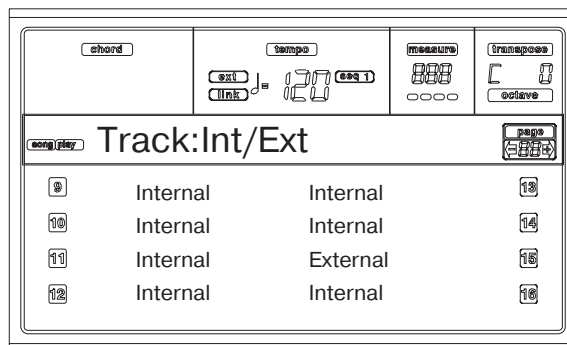 chord tempo measure transpose
ext ♩= 120 seq 1 888 C 0
link octave
song play Track:Int/Ext page
88
9 Internal Internal 13
10 Internal Internal 14
11 Internal External 15
12 Internal Internal 16